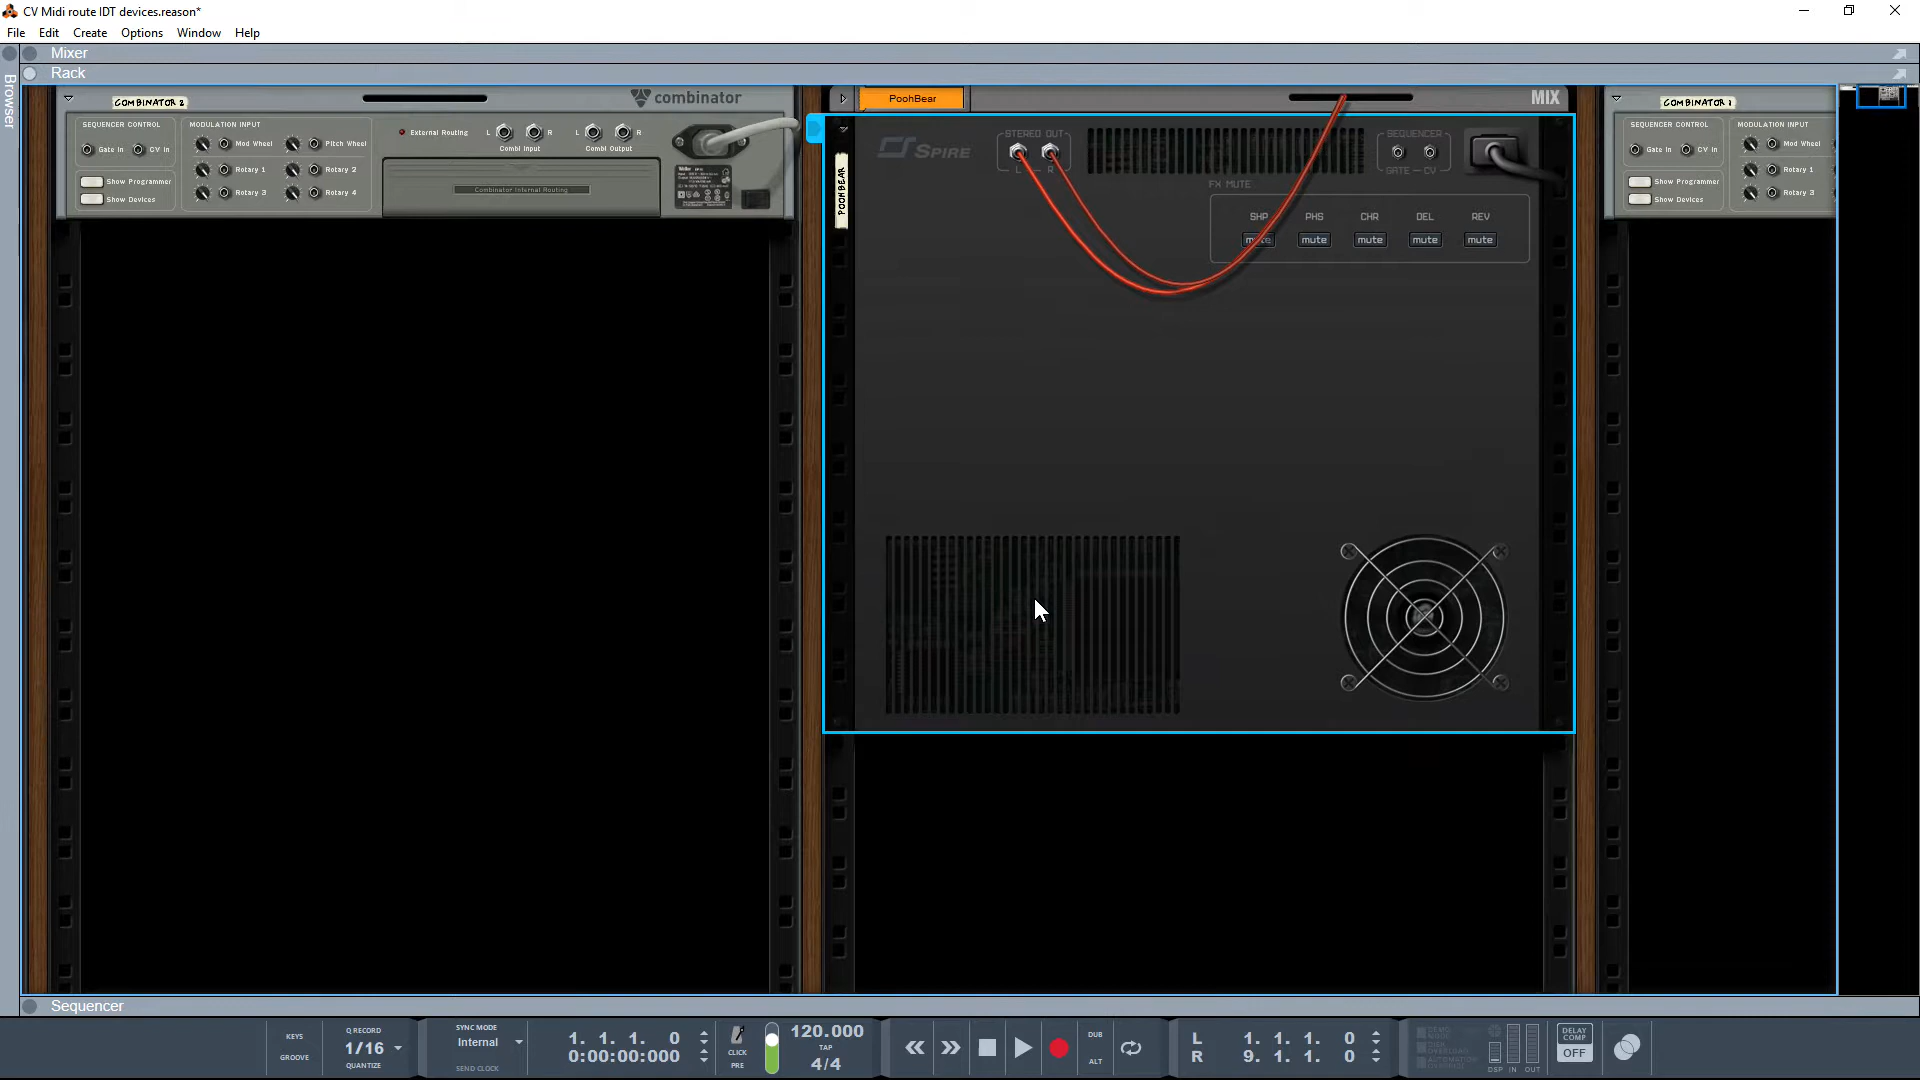 CV Midi route IDT devices.reason*
File Edit Create Options Window Help
Mixer
Rack
Browser
COMBINATOR 2
combinator
SEQUENCER CONTROL
Gate In CV In
Show Programmer
Show Devices
MODULATION INPUT
Mod Wheel Pitch Wheel
Rotary 1 Rotary 2
Rotary 3 Rotary 4
External Routing
L R L R
Combi Input Combi Output
Combinator Internal Routing
PoohBear
MIX
POOHBEAR
SPIRE
STEREO OUT
L R
SEQUENCER
GATE CV
FX MUTE
SHP PHS CHR DEL REV
mute mute mute mute mute
COMBINATOR 1
SEQUENCER CONTROL
Gate In CV In
Show Programmer
Show Devices
MODULATION INPUT
Mod Wheel
Rotary 1
Rotary 3
Sequencer
KEYS
GROOVE
Q RECORD
1/16
QUANTIZE
SYNC MODE
Internal
SEND CLOCK
1. 1. 1. 0
0:00:00:000
CLICK
PRE
120.000
TAP
4/4
DUB
ALT
L 1. 1. 1. 0
R 9. 1. 1. 0
DSP IN OUT
DELAY
COMP
OFF